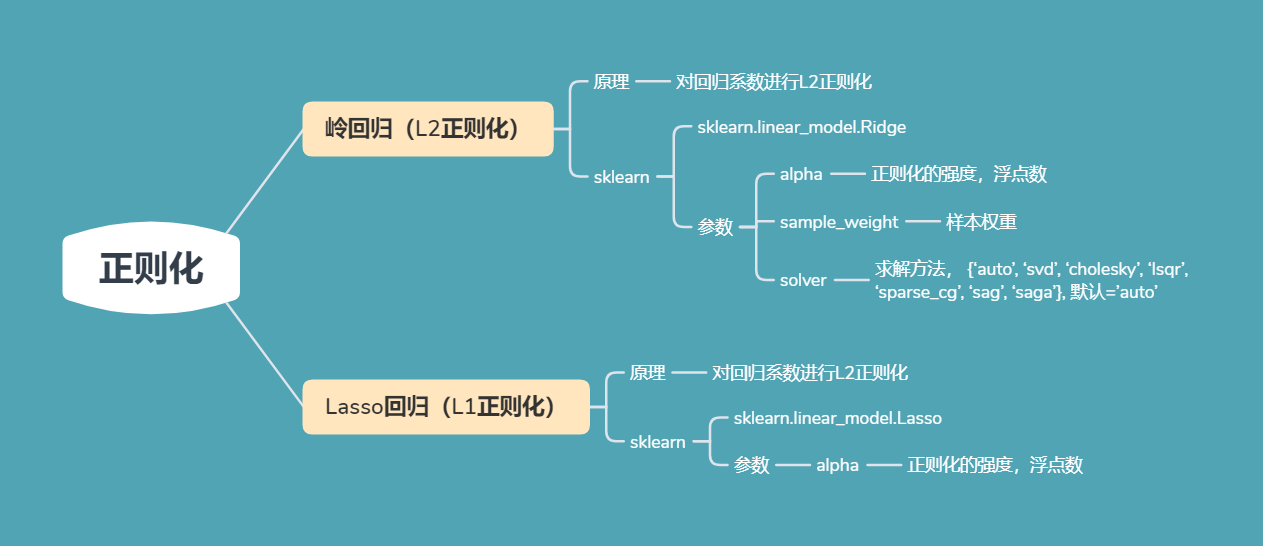 正则化
岭回归（L2正则化）
原理
对回归系数进行L2正则化
sklearn
sklearn.linear_model.Ridge
参数
alpha
正则化的强度，浮点数
sample_weight
样本权重
solver
求解方法， {‘auto’, ‘svd’, ‘cholesky’, ‘lsqr’,
‘sparse_cg’, ‘sag’, ‘saga’}, 默认=’auto’
Lasso回归（L1正则化）
原理
对回归系数进行L2正则化
sklearn
sklearn.linear_model.Lasso
参数
alpha
正则化的强度，浮点数